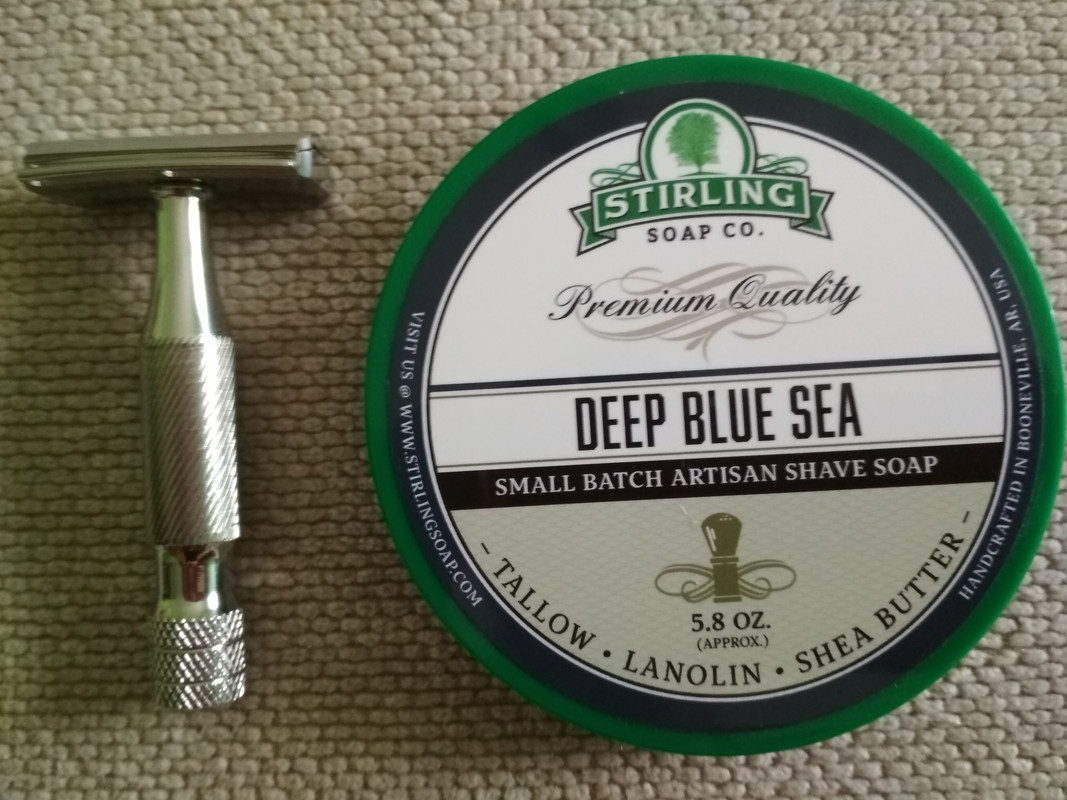 STIRLING
SOAP CO.
Premium Quality
DEEP BLUE SEA
SMALL BATCH ARTISAN SHAVE SOAP
5.8 OZ.
(APPROX.)
– TALLOW • LANOLIN • SHEA BUTTER –
VISIT US @ WWW.STIRLINGSOAP.COM
HANDCRAFTED IN BOONEVILLE, AR, USA